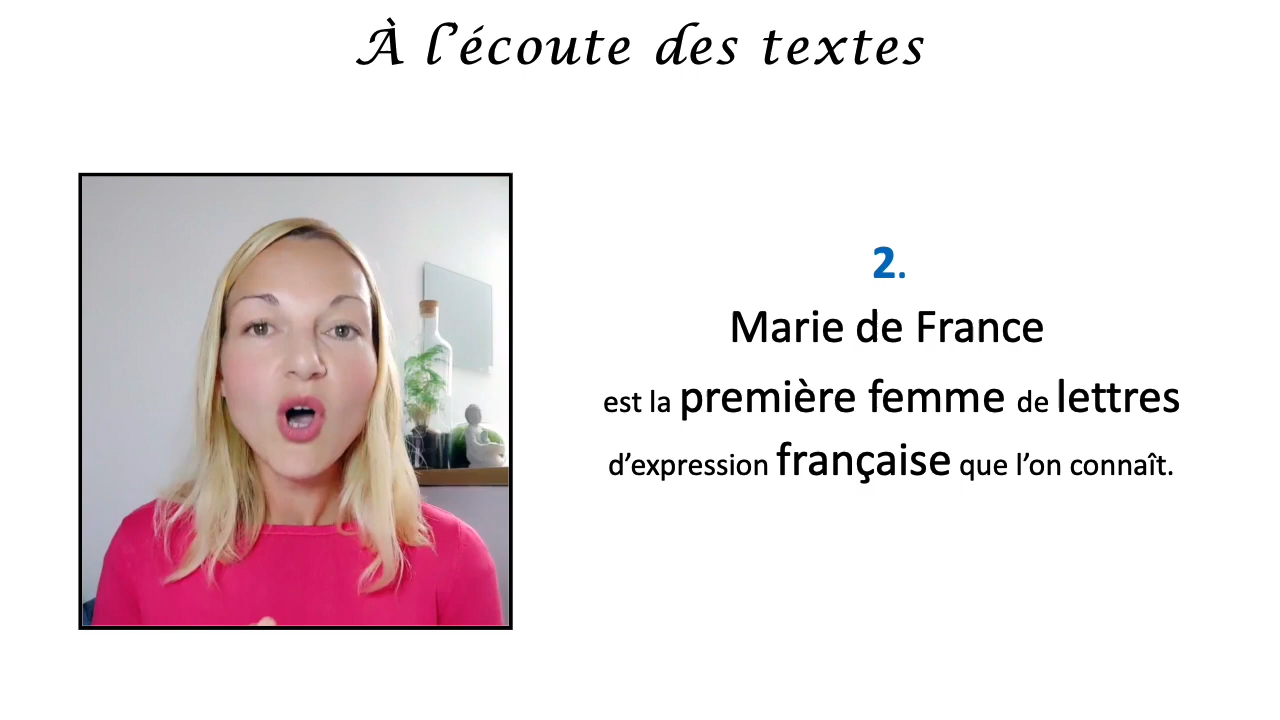 À l’écoute des textes
2.
Marie de France
est la première femme de lettres
d’expression française que l’on connaît.